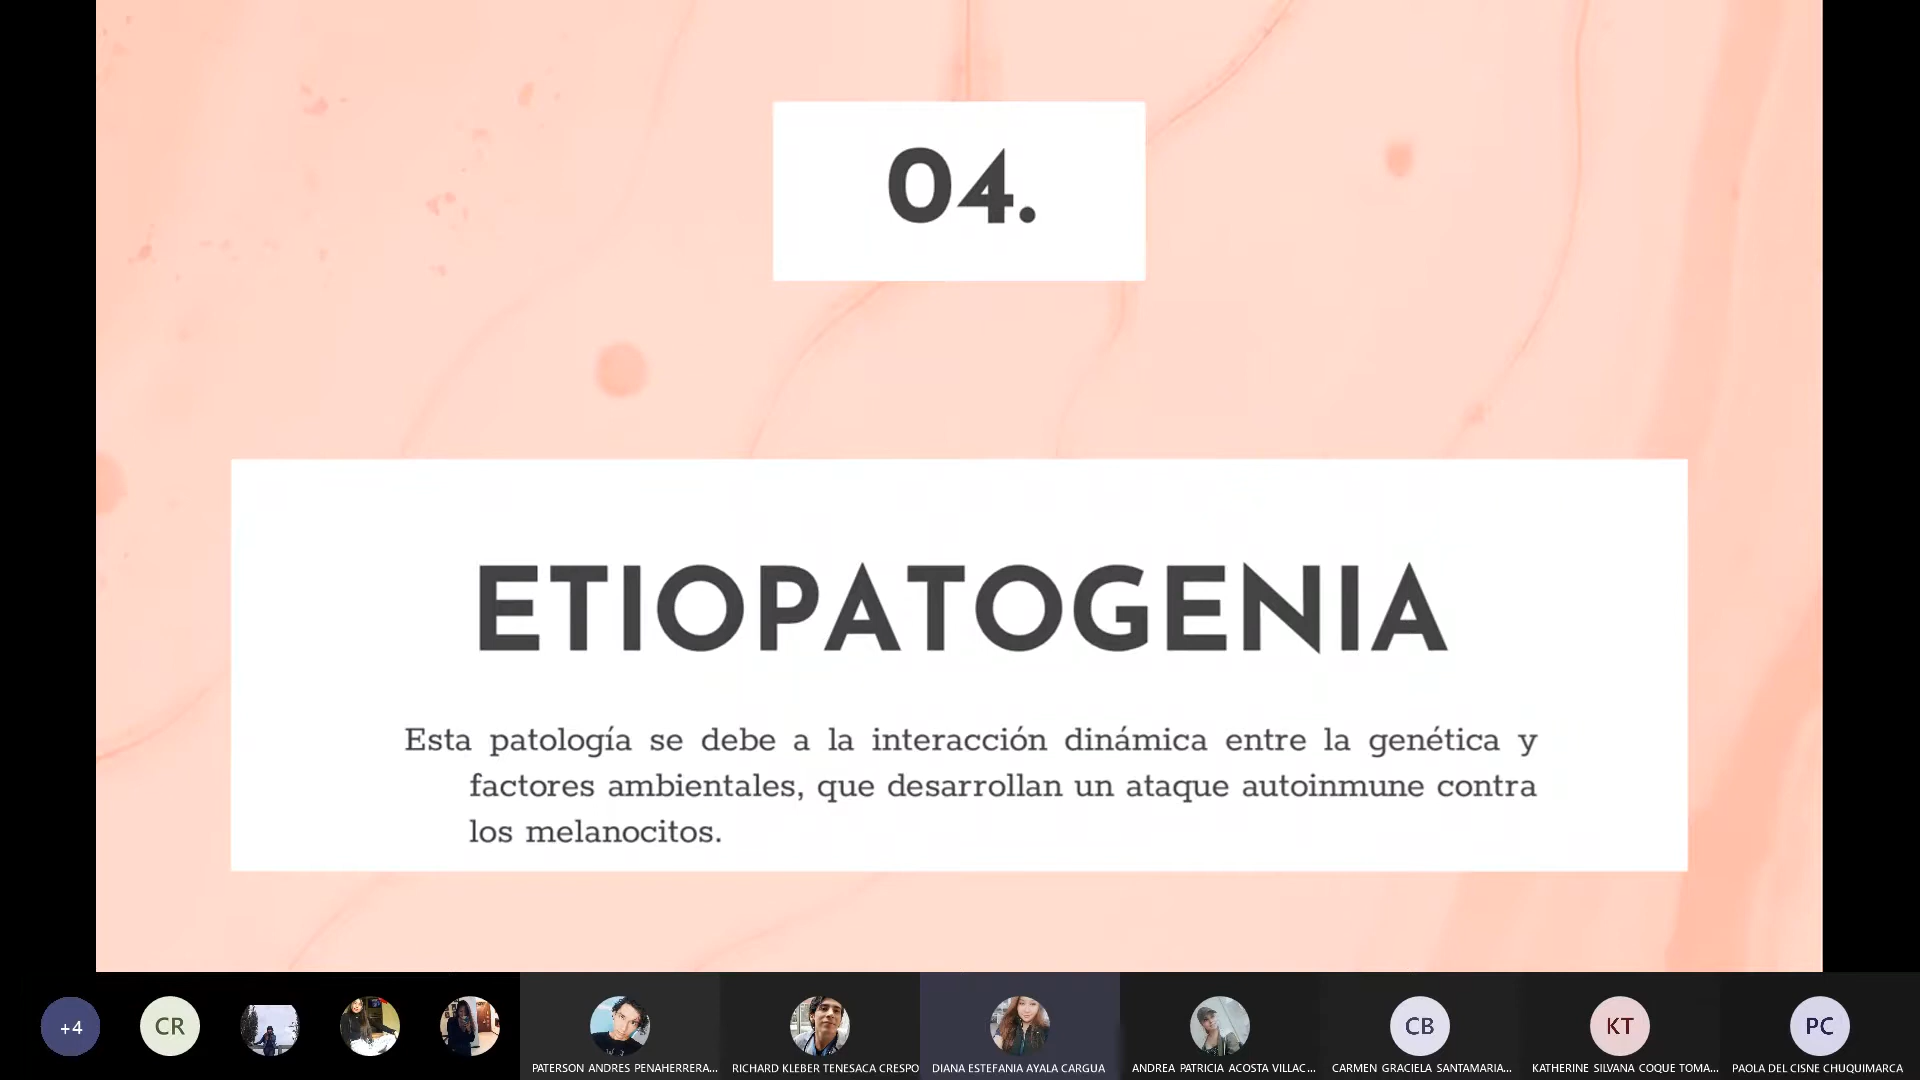 04.
ETIOPATOGENIA
Esta patología se debe a la interacción dinámica entre la genética y
factores ambientales, que desarrollan un ataque autoinmune contra
los melanocitos.
+4
CR
CB
KT
PC
PATERSON ANDRES PENAHERRERA...
RICHARD KLEBER TENESACA CRESPO
DIANA ESTEFANIA AYALA CARGUA
ANDREA PATRICIA ACOSTA VILLAC...
CARMEN GRACIELA SANTAMARIA...
KATHERINE SILVANA COQUE TOMA...
PAOLA DEL CISNE CHUQUIMARCA